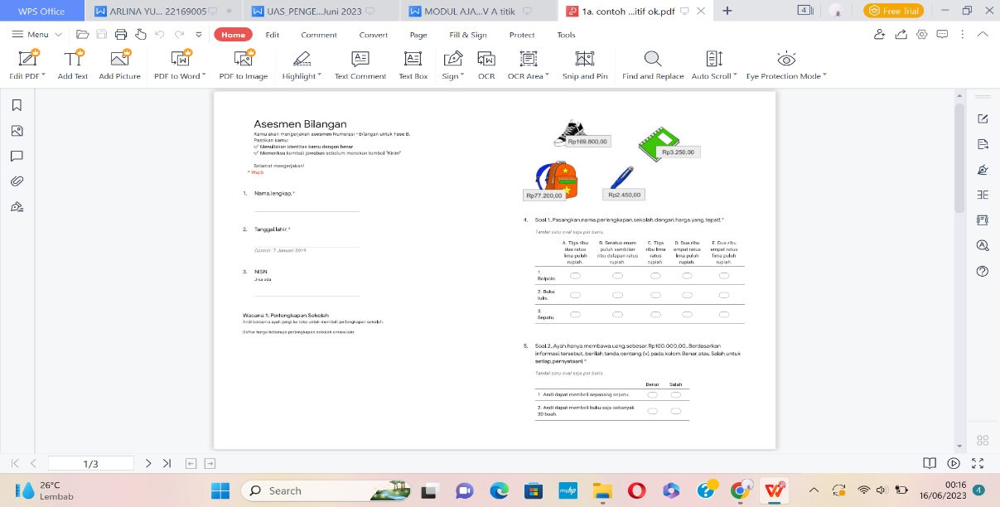 WPS Office
ARLINA YU... 22169005
UAS_PENGE...Juni 2023
MODUL AJA...V A titik
1a. contoh ...itif ok.pdf
4
Free Trial
Menu
Home
Edit
Comment
Convert
Page
Fill & Sign
Protect
Tools
Edit PDF
Add Text
Add Picture
PDF to Word
PDF to Image
Highlight
Text Comment
Text Box
Sign
OCR
OCR Area
Snip and Pin
Find and Replace
Auto Scroll
Eye Protection Mode
Asesmen Bilangan
Kamu akan mengerjakan asesmen Numerasi - Bilangan untuk Fase B.
Pastikan kamu:
Menuliskan identitas kamu dengan benar
Memeriksa kembali jawaban sebelum menekan tombol "Kirim"
Selamat mengerjakan!
* Wajib
1. Nama lengkap. *
2. Tanggal lahir. *
Contoh: 7 Januari 2019
3. NISN
Jika ada
Wacana 1: Perlengkapan Sekolah
Andi bersama ayah pergi ke toko untuk membeli perlengkapan sekolah.
Daftar harga beberapa perlengkapan sekolah antara lain:
Rp169.800,00
Rp3.250,00
Rp77.200,00
Rp2.450,00
4. Soal 1. Pasangkan nama perlengkapan sekolah dengan harga yang tepat! *
Tandai satu oval saja per baris.
A. Tiga ribu dua ratus lima puluh rupiah.
B. Seratus enam puluh sembilan ribu delapan ratus rupiah.
C. Tiga ribu lima ratus rupiah.
D. Dua ribu empat ratus lima puluh rupiah.
E. Dua ribu empat ratus lima puluh rupiah.
1. Bolpoin.
2. Buku tulis.
3. Sepatu.
5. Soal 2. Ayah hanya membawa uang sebesar Rp100.000,00. Berdasarkan
informasi tersebut, berilah tanda centang (v) pada kolom Benar atau Salah untuk
setiap pernyataan! *
Tandai satu oval saja per baris.
Benar Salah
1. Andi dapat membeli sepasang sepatu.
2. Andi dapat membeli buku saja sebanyak
30 buah.
1/3
26°C
Lembab
Search
myhp
00:16
16/06/2023
4